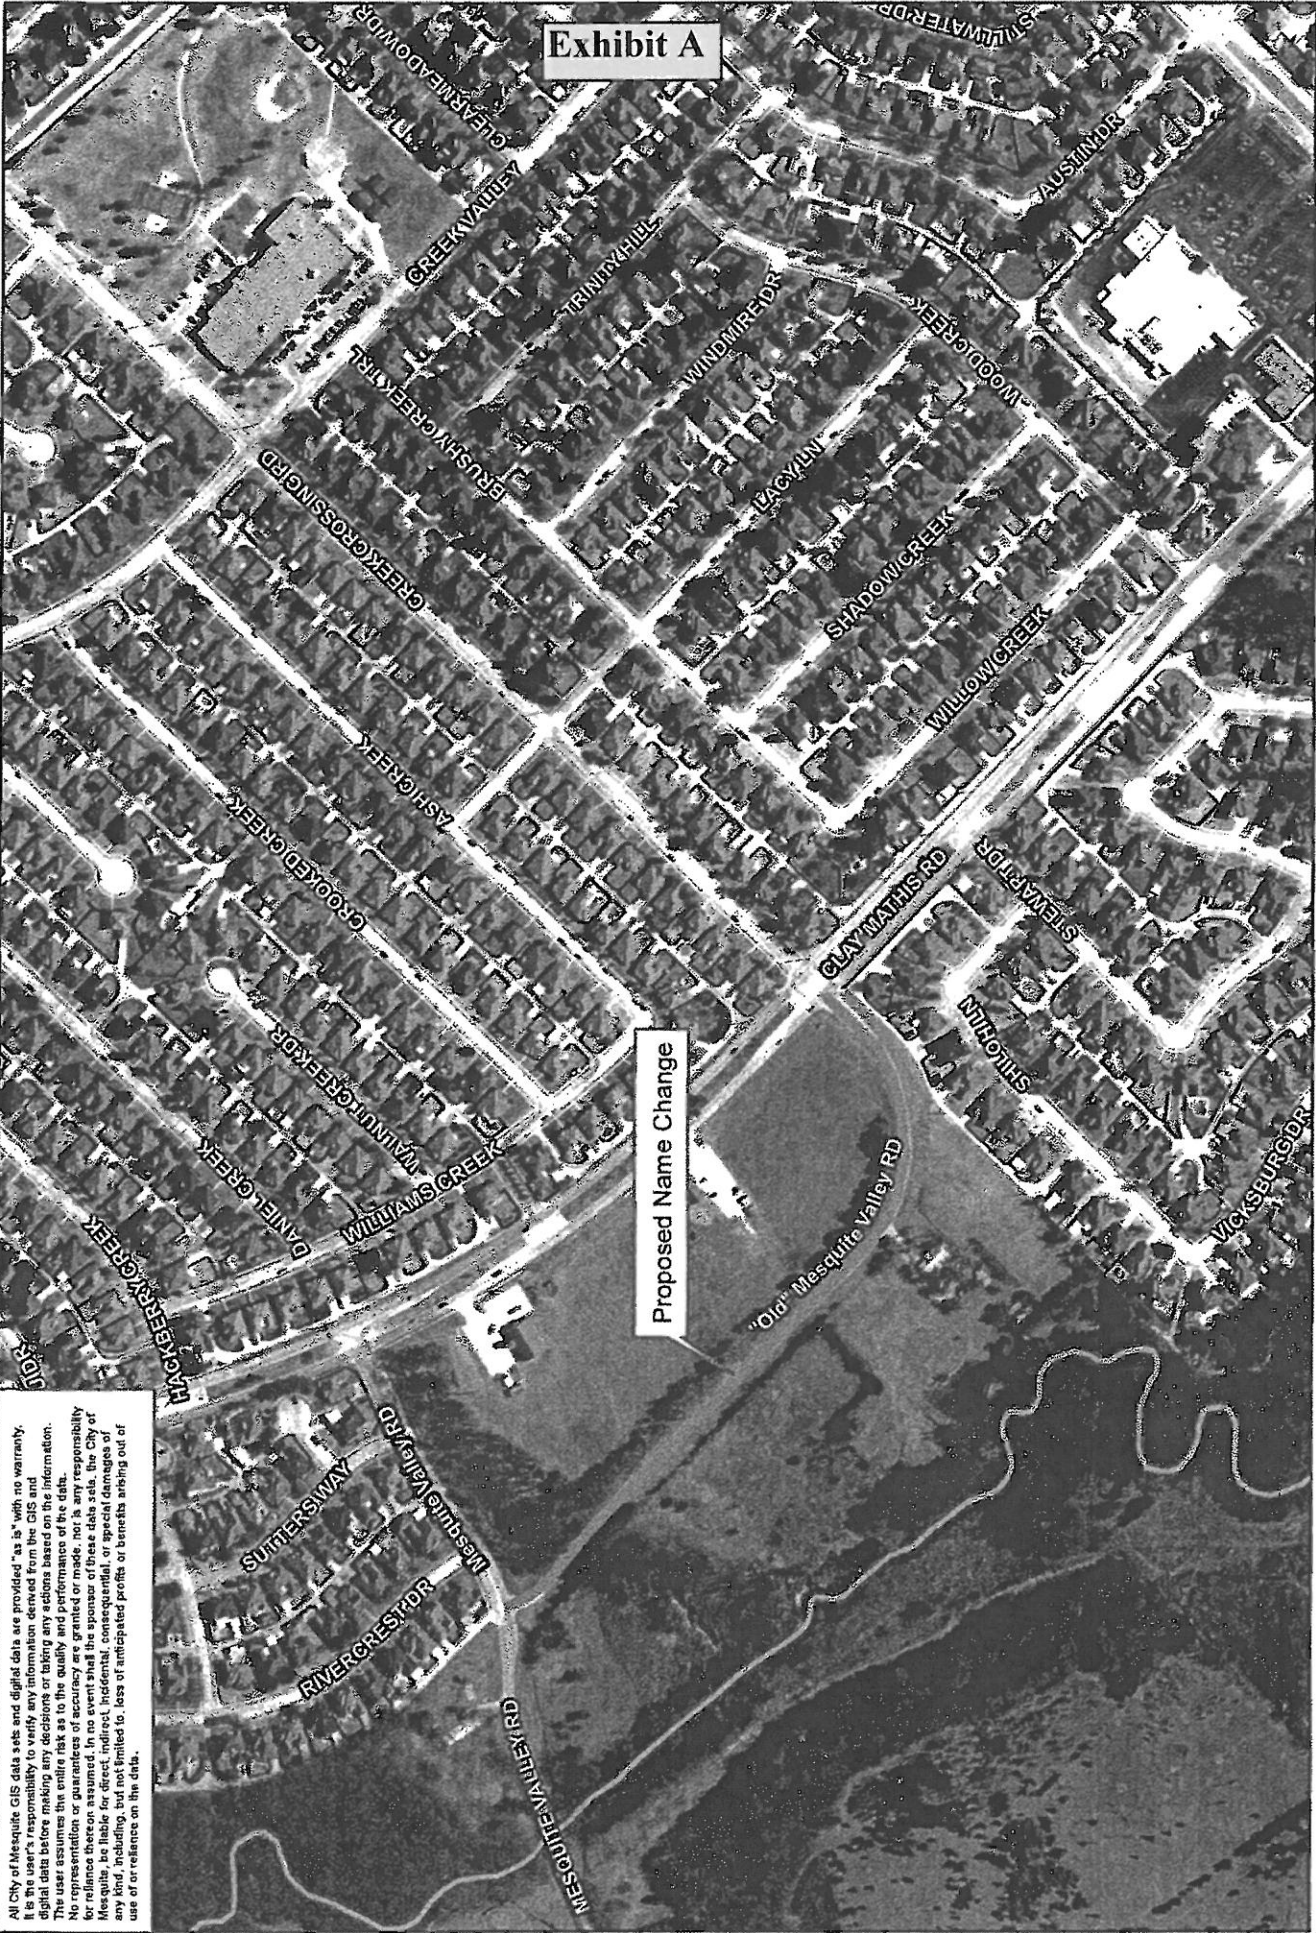 Exhibit A
All City of Mesquite GIS data sets and digital data are provided "as is" with no warranty.
It is the user's responsibility to verify any information derived from the GIS and
digital data before making any decisions or taking any actions based on the information.
The user assumes the entire risk as to the quality and performance of the data.
No representation or guarantees of accuracy are granted or made, nor is any responsibility
for reliance thereon assumed. In no event shall the sponsor of these data sets, the City of
Mesquite, be liable for direct, indirect, incidental, consequential, or special damages of
any kind, including, but not limited to, loss of anticipated profits or benefits arising out of
use of or reliance on the data.
Proposed Name Change
"Old" Mesquite Valley RD
CLEARMEADOW DR
STILLWATER DR
CREEK VALLEY
AUSTIN DR
TRINITY HILL
WINDMIRE DR
WOOD CREEK
BRUSHY CREEK TRL
LACY LN
CREEK CROSSING RD
SHADOW CREEK
WILLOW CREEK
ASH CREEK
CROOKED CREEK
CLAY MATHIS RD
STEWART DR
SHILOH LN
VICKSBURG DR
WALNUT CREEK DR
DANIEL CREEK
WILLIAMS CREEK
HACKBERRY CREEK
DR
SUTTERS WAY
Mesquite Valley RD
RIVERCREST DR
MESQUITE VALLEY RD